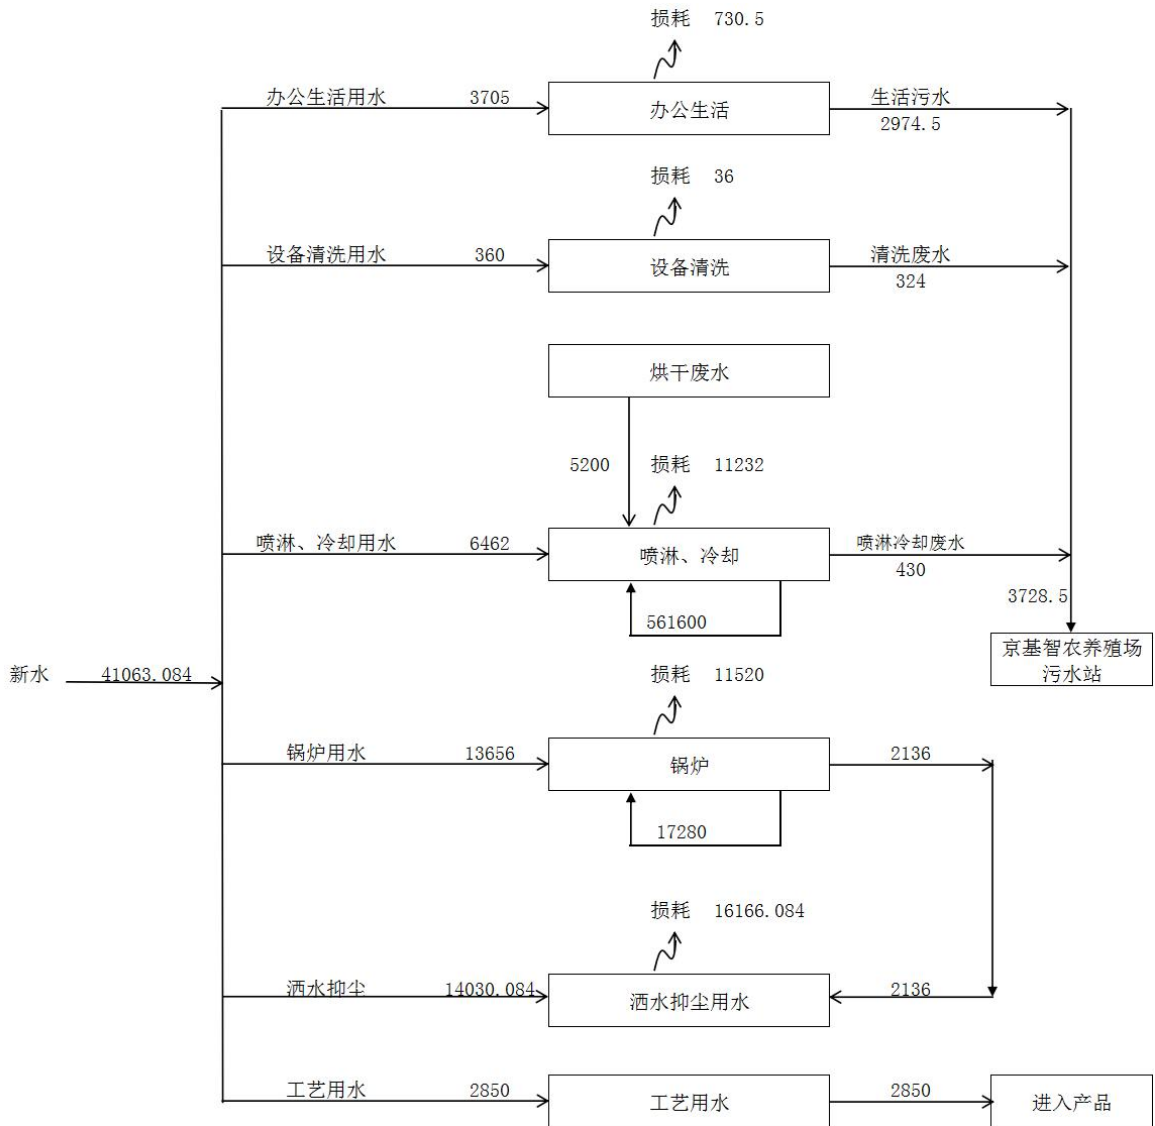 损耗 730.5
办公生活用水 3705
办公生活
生活污水
2974.5
损耗 36
设备清洗用水 360
设备清洗
清洗废水
324
烘干废水
5200
损耗 11232
喷淋、冷却用水 6462
喷淋、冷却
喷淋冷却废水
430
561600
3728.5
京基智农养殖场
污水站
新水 41063.084
损耗 11520
锅炉用水 13656
锅炉
2136
17280
损耗 16166.084
洒水抑尘 14030.084
洒水抑尘用水
2136
工艺用水 2850
工艺用水
2850
进入产品